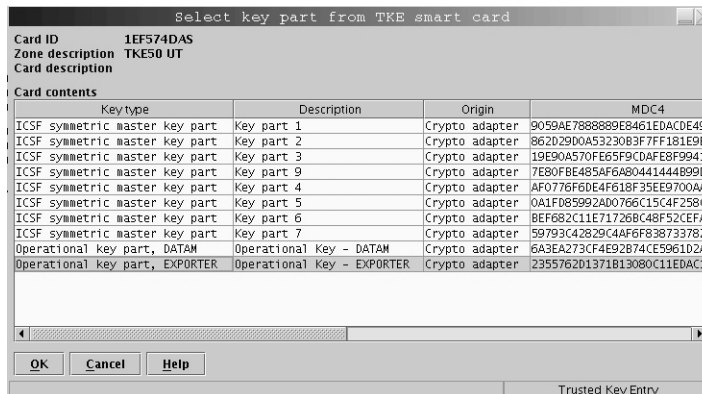 Select key part from TKE smart card
Card ID 1EF574DAS
Zone description TKE50 UT
Card description
Card contents
Key type Description Origin MDC4
ICSF symmetric master key part Key part 1 Crypto adapter 9059AE7888889E8461EDACDE49
ICSF symmetric master key part Key part 2 Crypto adapter 862D29D0A53230B3F7FF181E9E
ICSF symmetric master key part Key part 3 Crypto adapter 19E90A570FE65F9CDAFE8F9941
ICSF symmetric master key part Key part 9 Crypto adapter 7E80FBE485AF6A80441444B99
ICSF symmetric master key part Key part 4 Crypto adapter AF0776F6DE4F618F35EE9700A
ICSF symmetric master key part Key part 5 Crypto adapter 0A1FD85992AD0766C15C4F258
ICSF symmetric master key part Key part 6 Crypto adapter BEF682C11E71726BC48F52CEF
ICSF symmetric master key part Key part 7 Crypto adapter 59793C42829C4AF6F838733782
Operational key part, DATAM Operational Key - DATAM Crypto adapter 6A3EA273CF4E92B74CE5961D2
Operational key part, EXPORTER Operational Key - EXPORTER Crypto adapter 2355762D1371B13080C11EDAC
OK Cancel Help
Trusted Key Entry